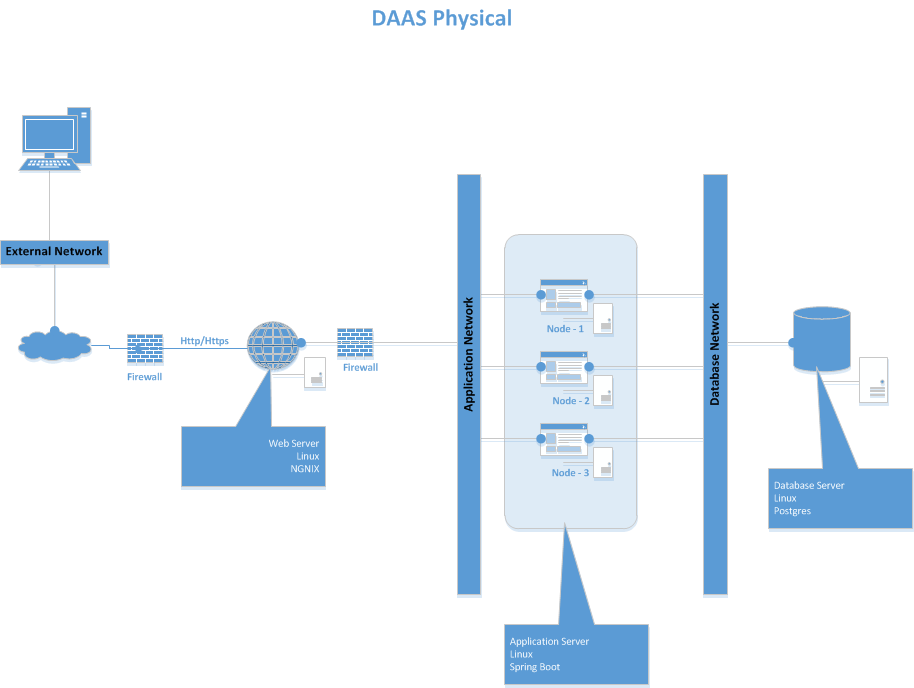 DAAS Physical
External Network
Http/Https
Firewall
Firewall
Web Server
Linux
NGNIX
Application Network
Node - 1
Node - 2
Node - 3
Application Server
Linux
Spring Boot
Database Network
Database Server
Linux
Postgres